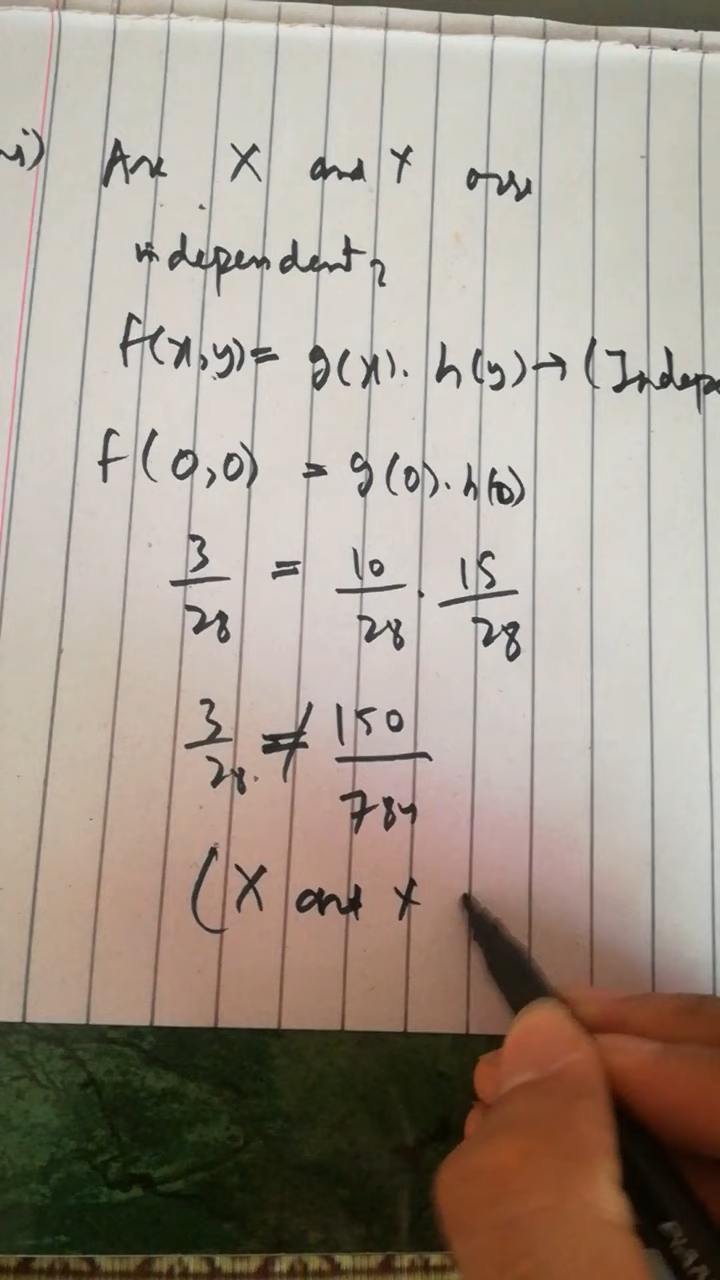 Are X and Y are
independent?
f(x,y) = g(x). h(y) → (Indepe
f(0,0) = g(0). h(0)
3/28 = 10/28 . 15/28
3/28 ≠ 150/784
(X and Y